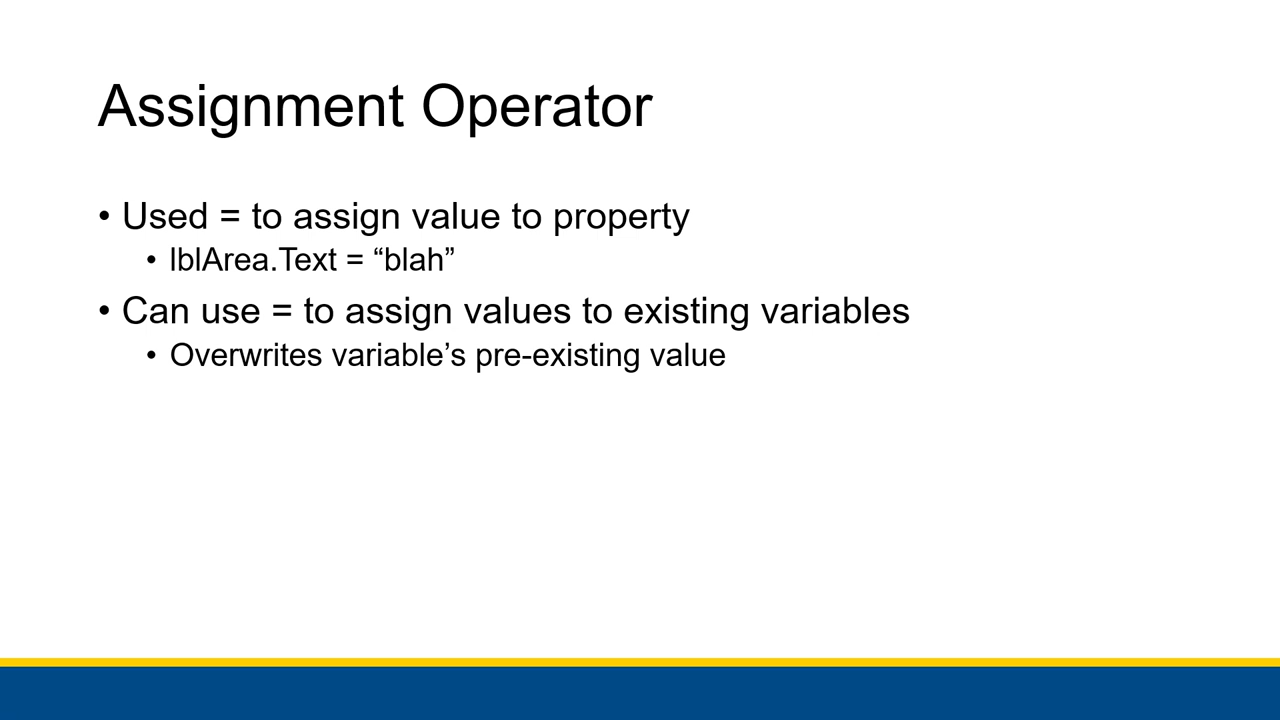 Assignment Operator
• Used = to assign value to property
• lblArea.Text = “blah”
• Can use = to assign values to existing variables
• Overwrites variable’s pre-existing value